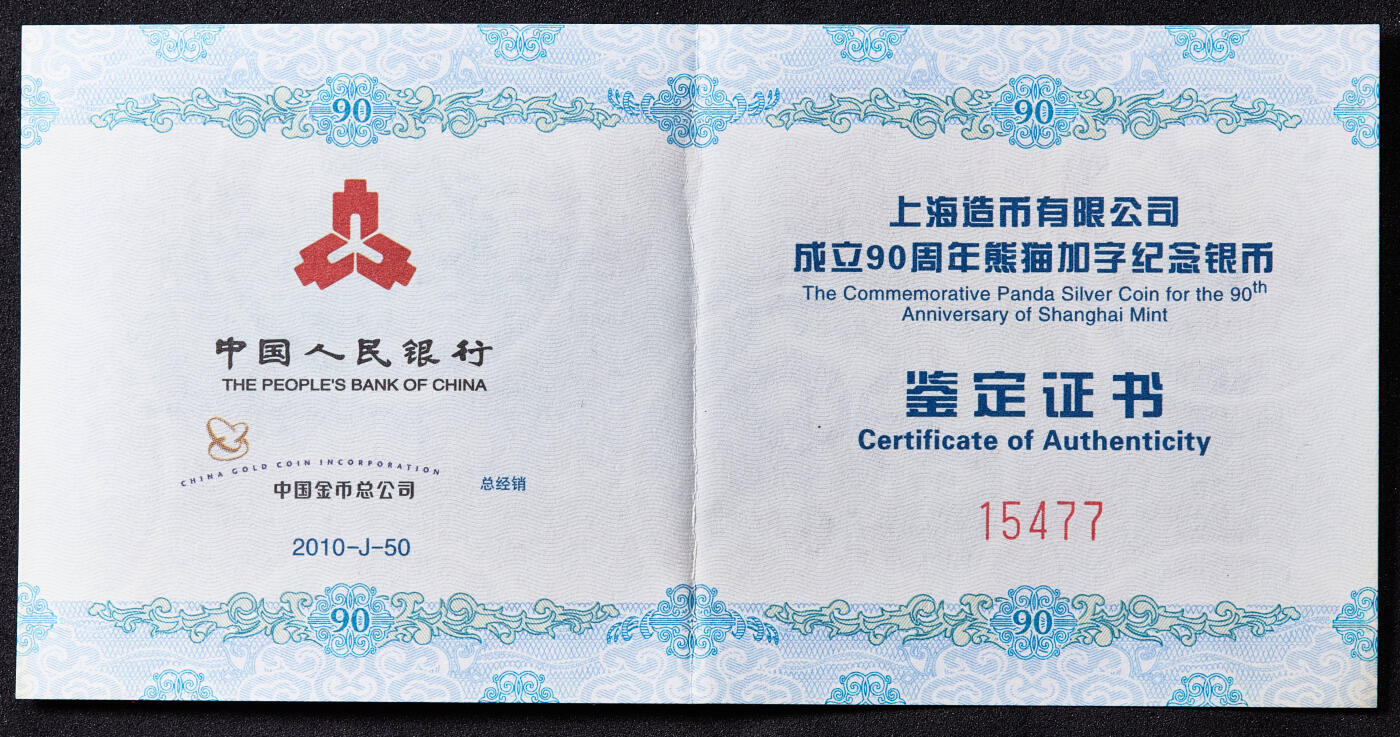 90
90
中国人民银行
THE PEOPLE'S BANK OF CHINA
CHINA GOLD COIN INCORPORATION
中国金币总公司
总经销
2010-J-50
上海造币有限公司
成立90周年熊猫加字纪念银币
The Commemorative Panda Silver Coin for the 90th
Anniversary of Shanghai Mint
鉴定证书
Certificate of Authenticity
15477
90
90